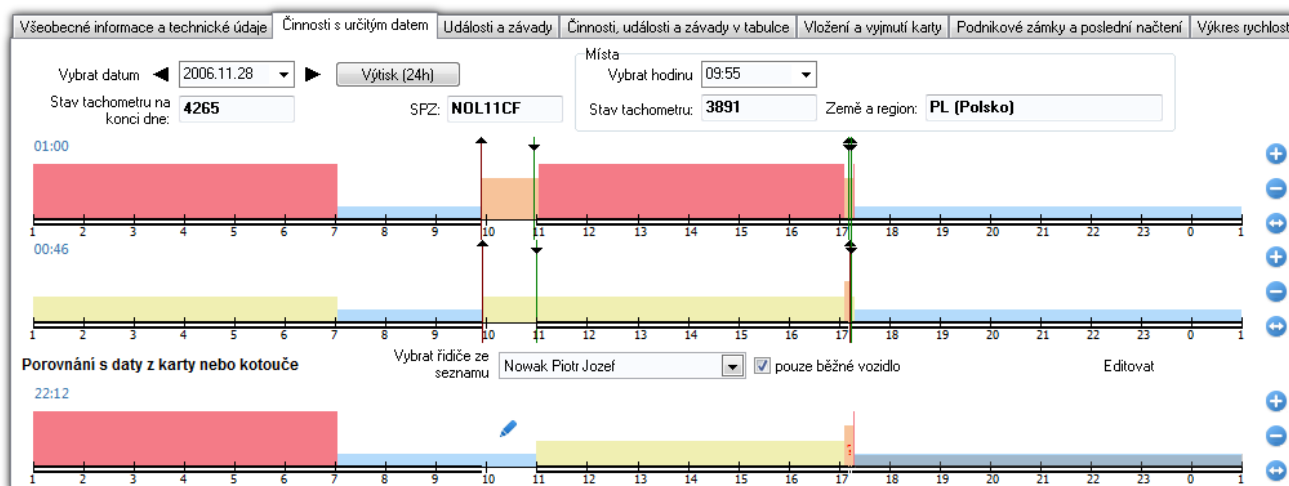 Všeobecné informace a technické údaje Činnosti s určitým datem Události a závady Činnosti, události a závady v tabulce Vložení a vyjmutí karty Podnikové zámky a poslední načtení Výkres rychlost
Místa
Vybrat datum 2006.11.28 Výtisk (24h) Vybrat hodinu 09:55
Stav tachometru na konci dne: 4265 SPZ: NOL11CF Stav tachometru: 3891 Země a region: PL (Polsko)
01:00
1 2 3 4 5 6 7 8 9 10 11 12 13 14 15 16 17 18 19 20 21 22 23 0 1
00:46
1 2 3 4 5 6 7 8 9 10 11 12 13 14 15 16 17 18 19 20 21 22 23 0 1
Porovnání s daty z karty nebo kotouče Vybrat řidiče ze seznamu Nowak Piotr Jozef pouze běžné vozidlo Editovat
22:12
?
1 2 3 4 5 6 7 8 9 10 11 12 13 14 15 16 17 18 19 20 21 22 23 0 1